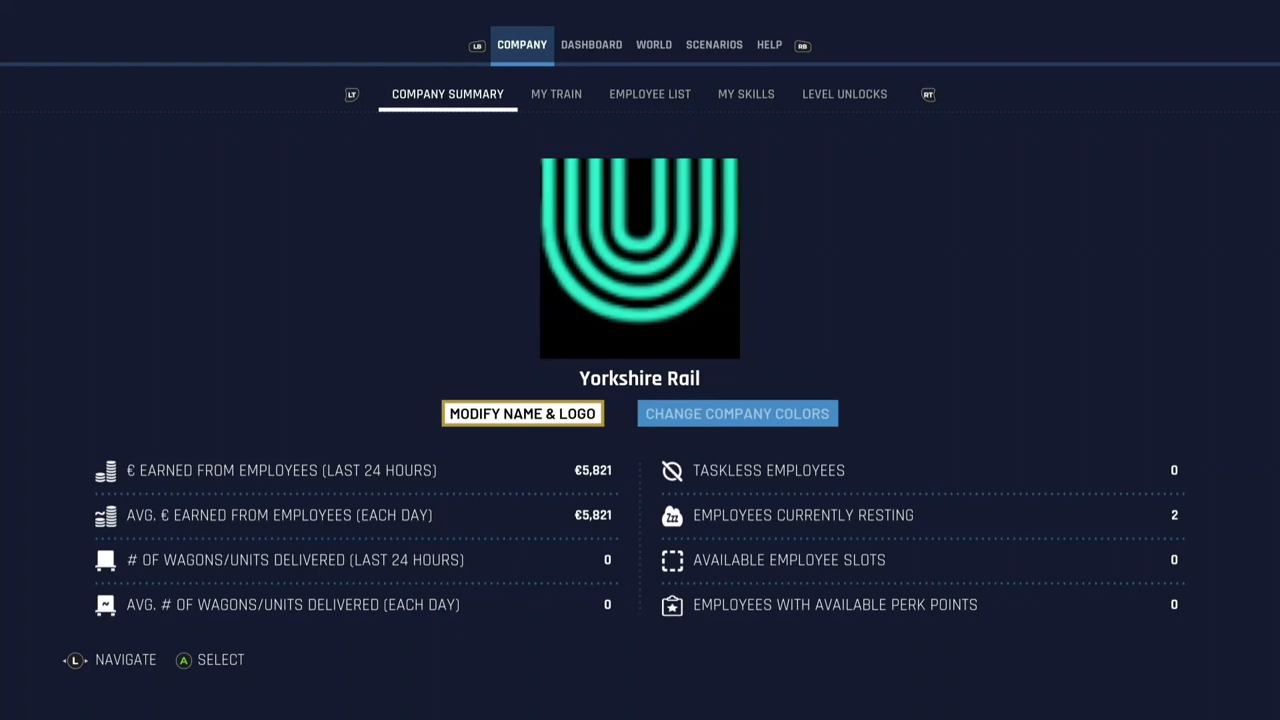 LB COMPANY DASHBOARD WORLD SCENARIOS HELP RB
LT COMPANY SUMMARY MY TRAIN EMPLOYEE LIST MY SKILLS LEVEL UNLOCKS RT
Yorkshire Rail
MODIFY NAME & LOGO CHANGE COMPANY COLORS
€ EARNED FROM EMPLOYEES (LAST 24 HOURS) €5,821
AVG. € EARNED FROM EMPLOYEES (EACH DAY) €5,821
# OF WAGONS/UNITS DELIVERED (LAST 24 HOURS) 0
AVG. # OF WAGONS/UNITS DELIVERED (EACH DAY) 0
TASKLESS EMPLOYEES 0
Zzz EMPLOYEES CURRENTLY RESTING 2
AVAILABLE EMPLOYEE SLOTS 0
EMPLOYEES WITH AVAILABLE PERK POINTS 0
L NAVIGATE A SELECT